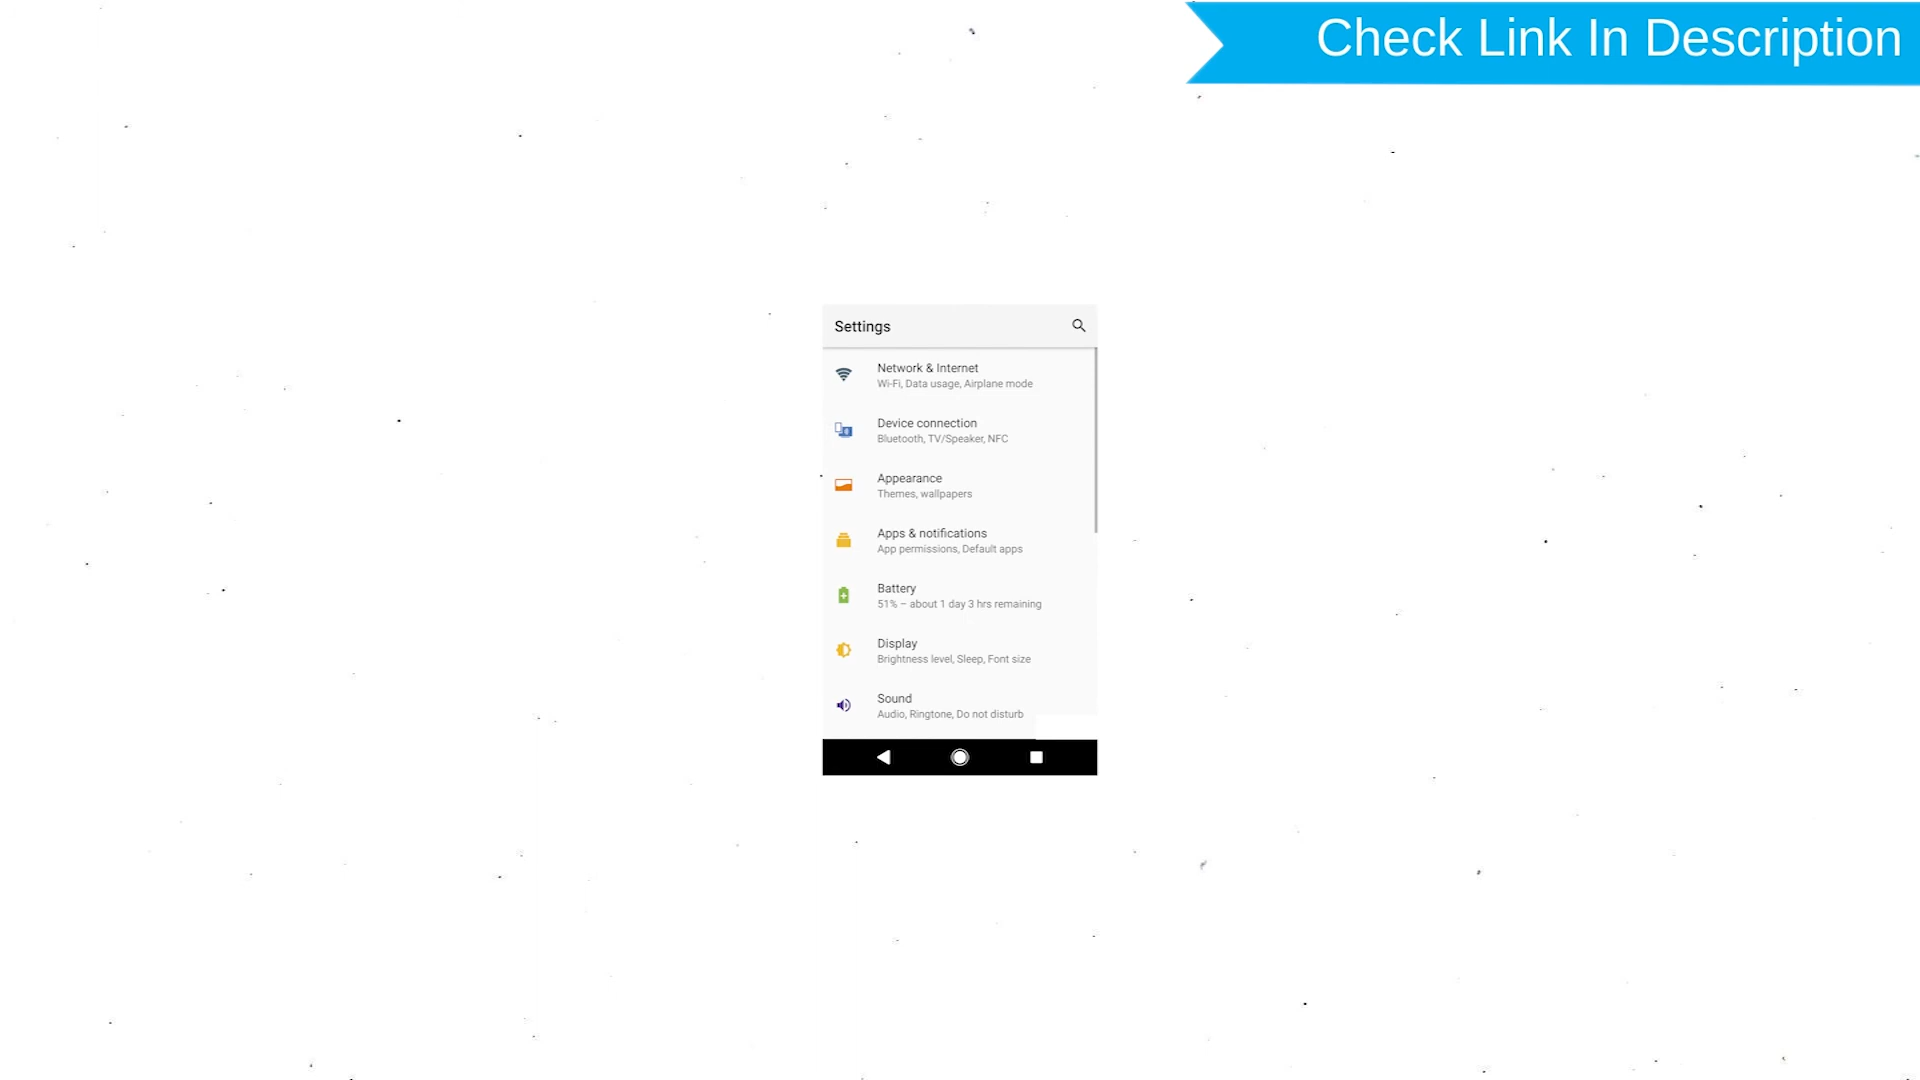 Check Link In Description
Settings
Network & Internet
Wi-Fi, Data usage, Airplane mode
Device connection
Bluetooth, TV/Speaker, NFC
Appearance
Themes, wallpapers
Apps & notifications
App permissions, Default apps
Battery
51% – about 1 day 3 hrs remaining
Display
Brightness level, Sleep, Font size
Sound
Audio, Ringtone, Do not disturb